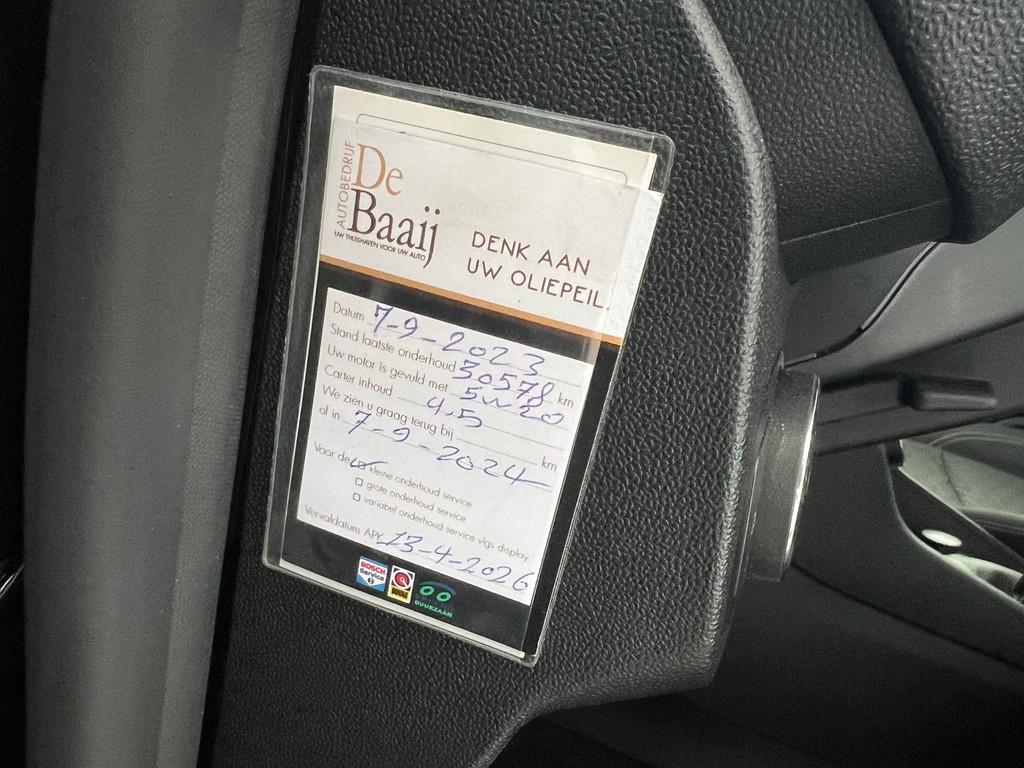 AUTOBEDRIJF
De
Baaij
UW THUISHAVEN VOOR UW AUTO
DENK AAN
UW OLIEPEIL
Datum 7-9-2023
Stand laatste onderhoud 30578 km
Uw motor is gevuld met 5w20
Carter inhoud 4.5
We zien u graag terug bij km
of in 7-9-2024
Voor de kleine onderhoud service
grote onderhoud service
variabel onderhoud service vlgs display
Vervaldatum APK 13-4-2026
BOSCH
Service
BOVAG
DUURZAAM